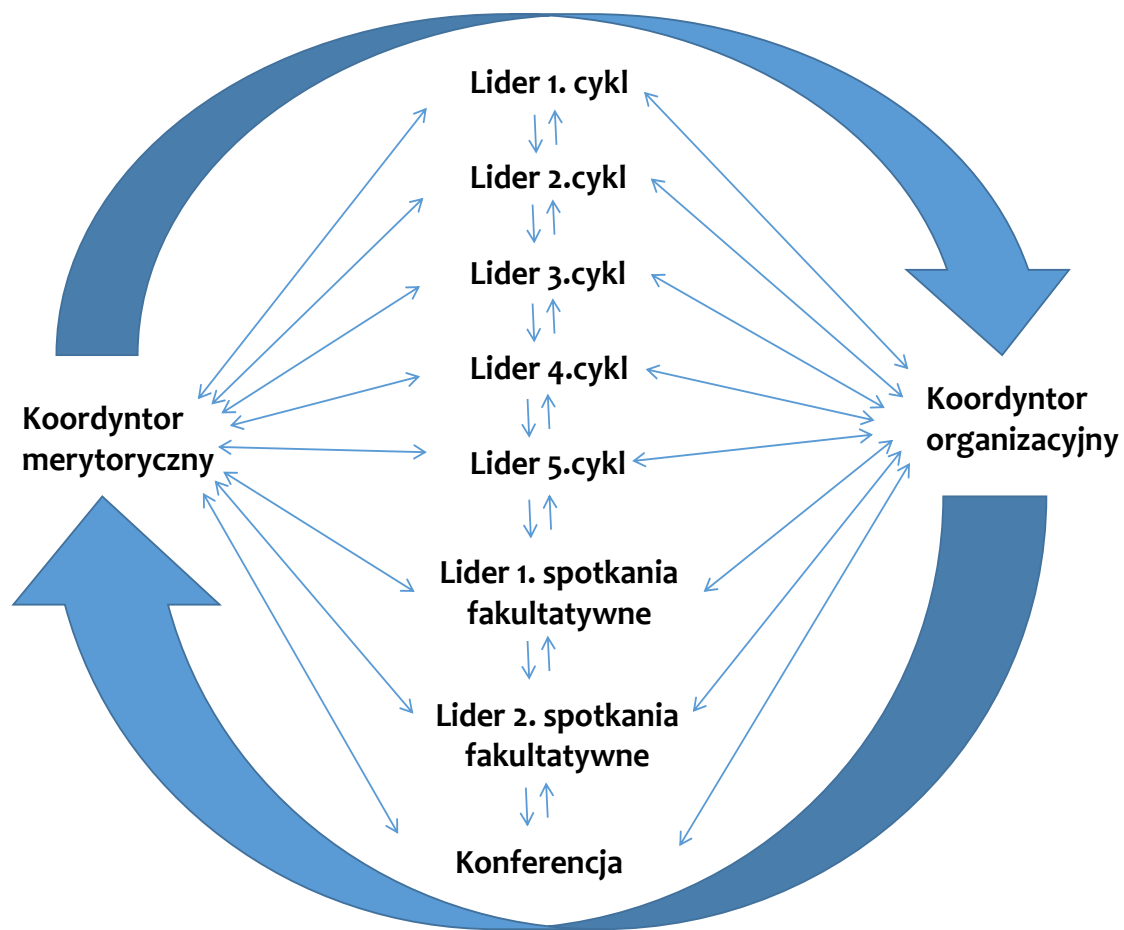 Lider 1. cykl
Lider 2.cykl
Lider 3.cykl
Lider 4.cykl
Lider 5.cykl
Lider 1. spotkania
fakultatywne
Lider 2. spotkania
fakultatywne
Konferencja
Koordyntor
merytoryczny
Koordyntor
organizacyjny